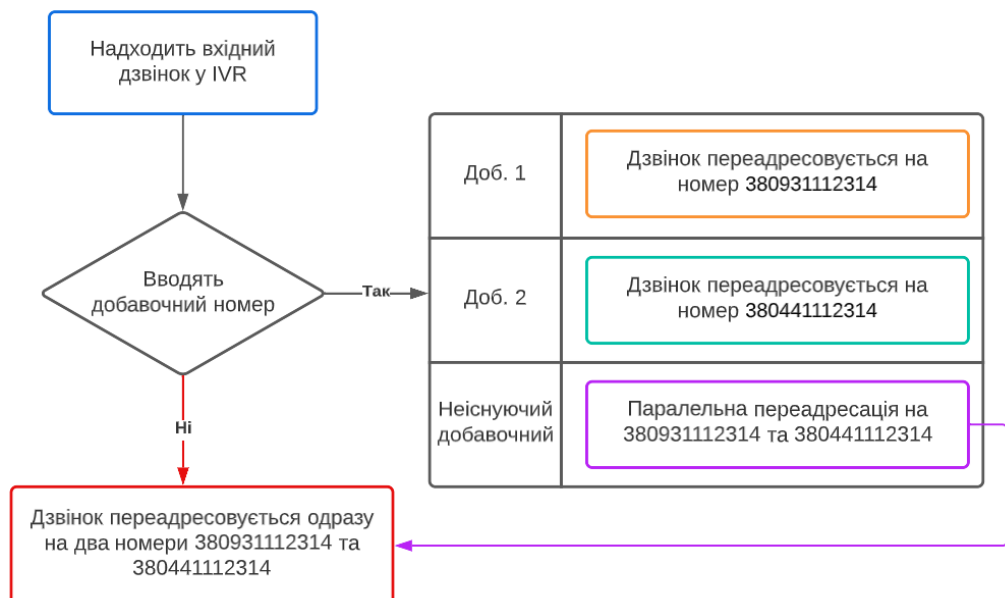 Надходить вхідний
дзвінок у IVR
Вводять
добавочний номер
Так
Ні
Доб. 1
Дзвінок переадресовується на
номер 380931112314
Доб. 2
Дзвінок переадресовується на
номер 380441112314
Неіснуючий
добавочний
Паралельна переадресація на
380931112314 та 380441112314
Дзвінок переадресовується одразу
на два номери 380931112314 та
380441112314